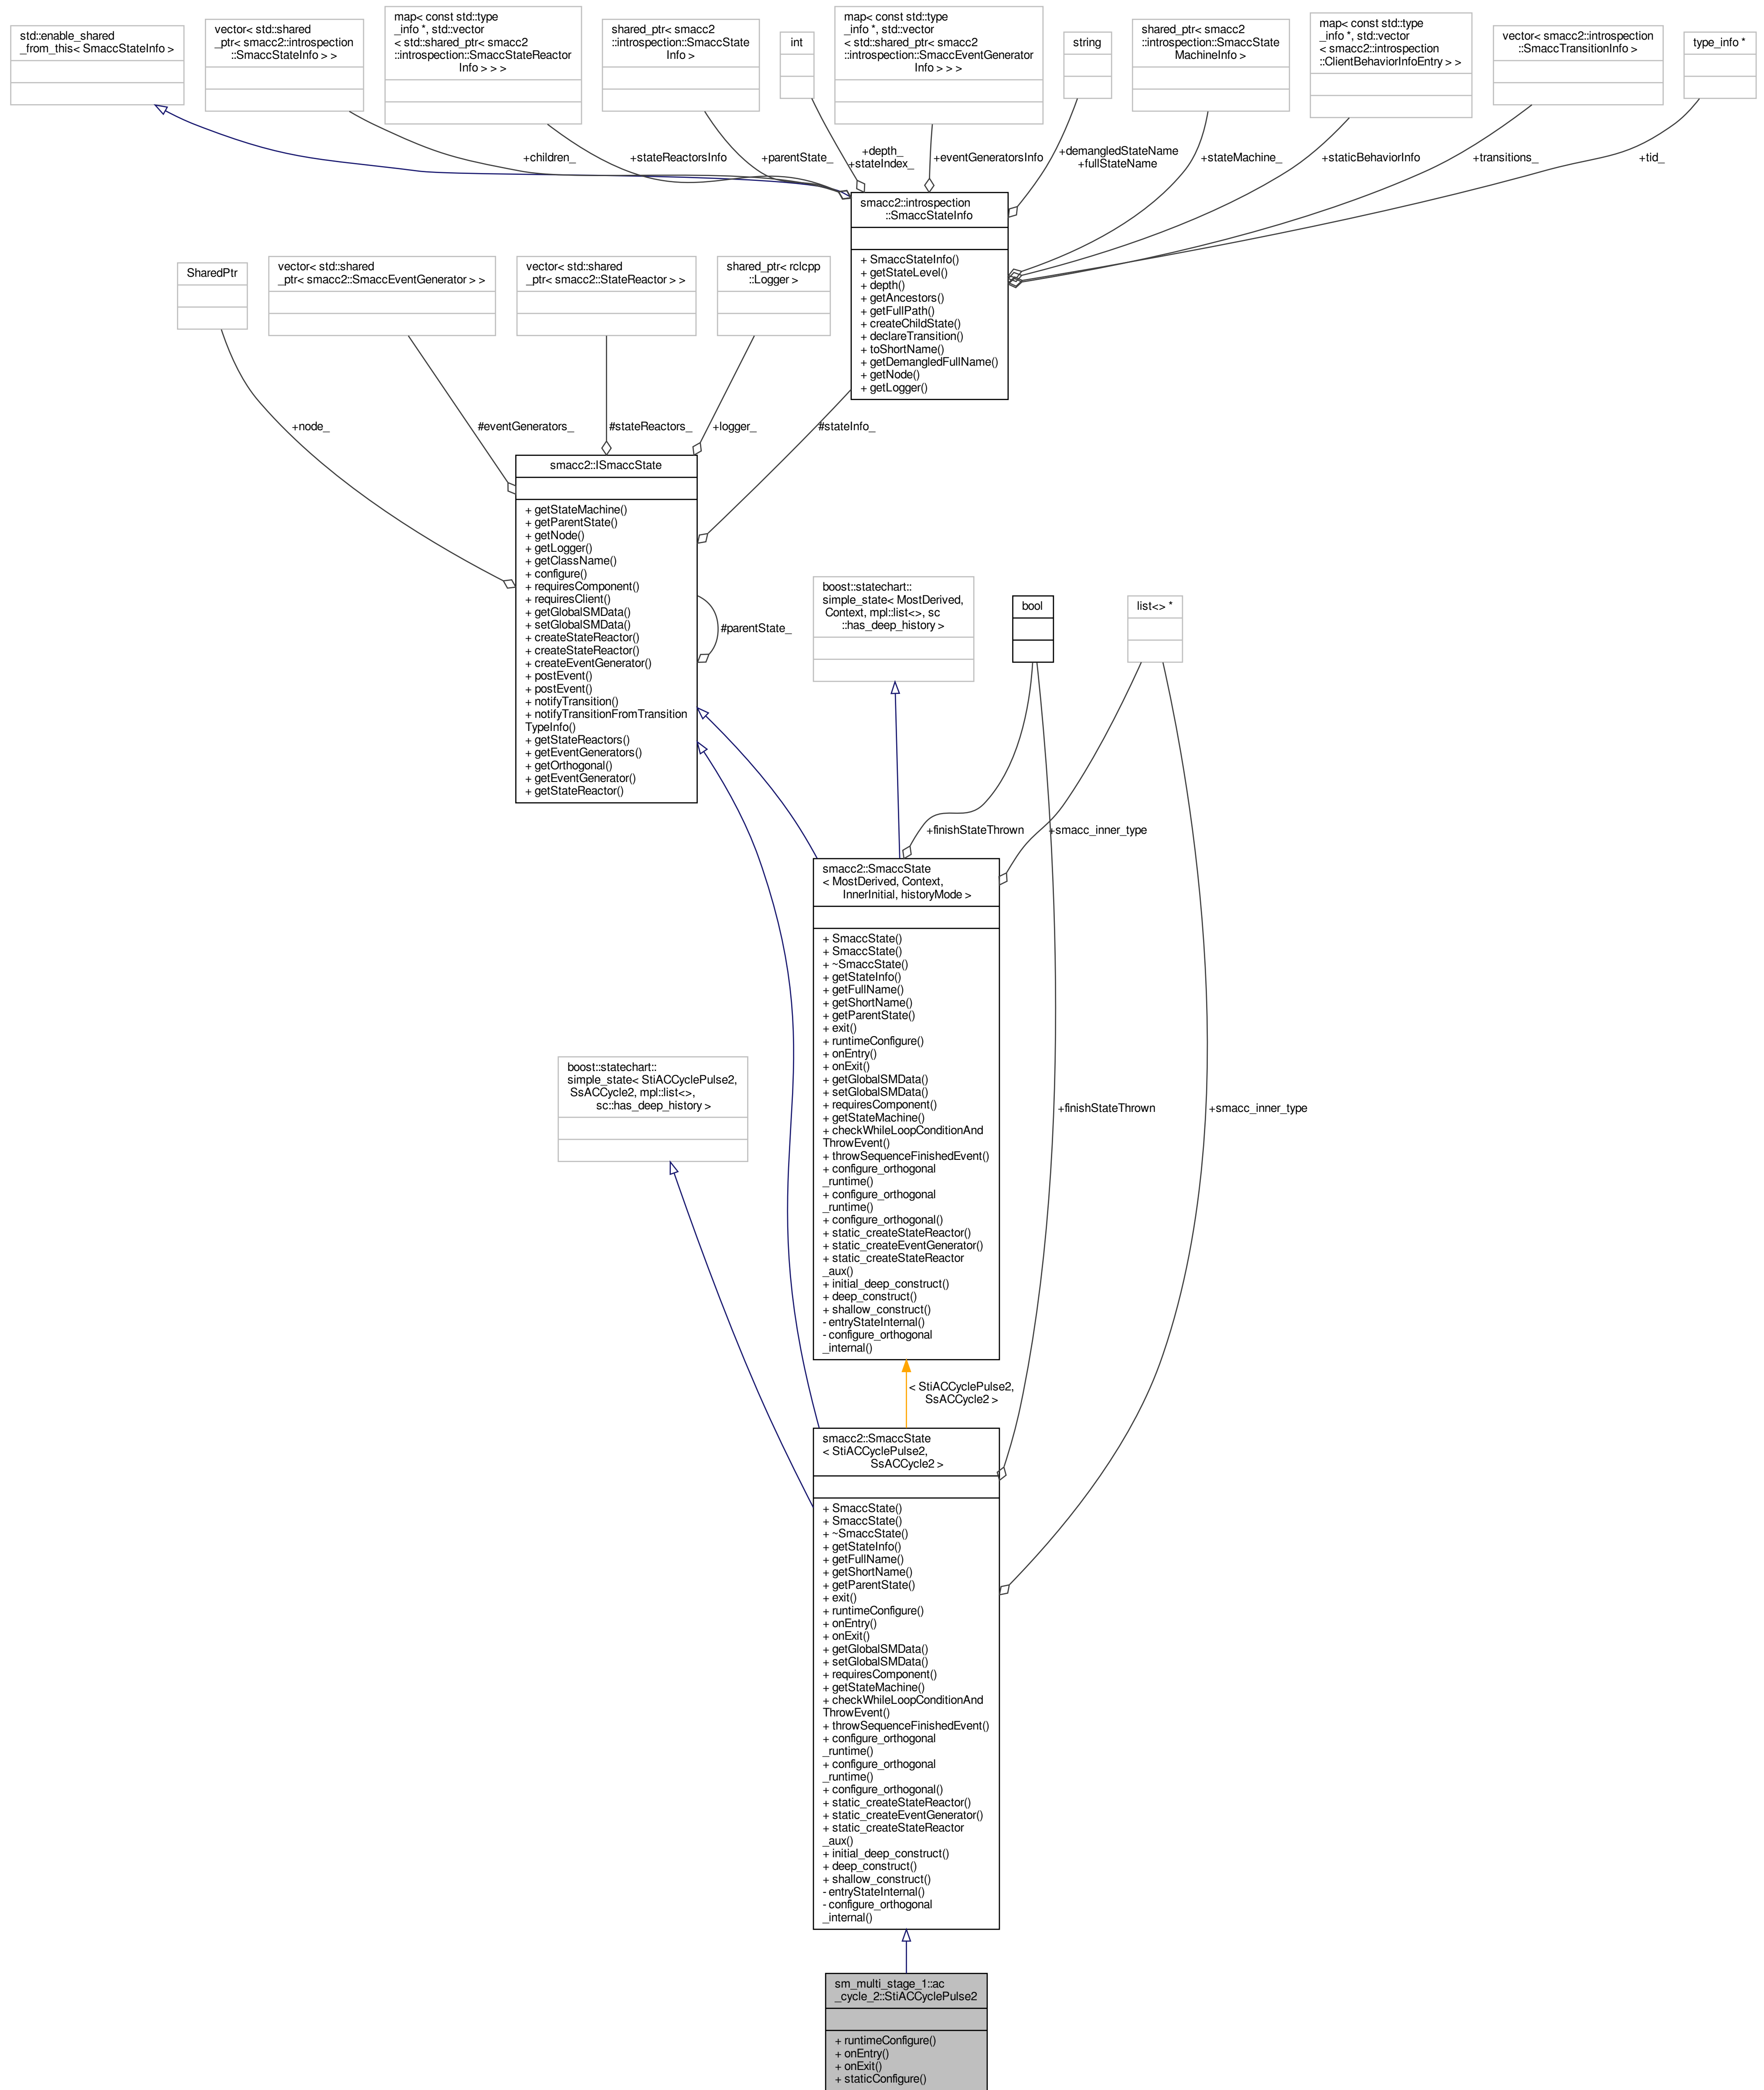 std::enable_shared
_from_this< SmaccStateInfo >
vector< std::shared
_ptr< smacc2::introspection
::SmaccStateInfo > >
map< const std::type
_info *, std::vector
< std::shared_ptr< smacc2
::introspection::SmaccStateReactor
Info > > >
shared_ptr< smacc2
::introspection::SmaccState
Info >
int
map< const std::type
_info *, std::vector
< std::shared_ptr< smacc2
::introspection::SmaccEventGenerator
Info > > >
string
shared_ptr< smacc2
::introspection::SmaccState
MachineInfo >
map< const std::type
_info *, std::vector
< smacc2::introspection
::ClientBehaviorInfoEntry > >
vector< smacc2::introspection
::SmaccTransitionInfo >
type_info *
+children_
+stateReactorsInfo
+parentState_
+depth_
+stateIndex_
+eventGeneratorsInfo
+demangledStateName
+fullStateName
+stateMachine_
+staticBehaviorInfo
+transitions_
+tid_
smacc2::introspection
::SmaccStateInfo
+ SmaccStateInfo()
+ getStateLevel()
+ depth()
+ getAncestors()
+ getFullPath()
+ createChildState()
+ declareTransition()
+ toShortName()
+ getDemangledFullName()
+ getNode()
+ getLogger()
SharedPtr
vector< std::shared
_ptr< smacc2::SmaccEventGenerator > >
vector< std::shared
_ptr< smacc2::StateReactor > >
shared_ptr< rclcpp
::Logger >
+node_
#eventGenerators_
#stateReactors_
+logger_
#stateInfo_
smacc2::ISmaccState
+ getStateMachine()
+ getParentState()
+ getNode()
+ getLogger()
+ getClassName()
+ configure()
+ requiresComponent()
+ requiresClient()
+ getGlobalSMData()
+ setGlobalSMData()
+ createStateReactor()
+ createStateReactor()
+ createEventGenerator()
+ postEvent()
+ postEvent()
+ notifyTransition()
+ notifyTransitionFromTransition
TypeInfo()
+ getStateReactors()
+ getEventGenerators()
+ getOrthogonal()
+ getEventGenerator()
+ getStateReactor()
#parentState_
boost::statechart::
simple_state< MostDerived,
Context, mpl::list<>, sc
::has_deep_history >
bool
list<> *
+finishStateThrown
+smacc_inner_type
smacc2::SmaccState
< MostDerived, Context,
InnerInitial, historyMode >
+ SmaccState()
+ SmaccState()
+ ~SmaccState()
+ getStateInfo()
+ getFullName()
+ getShortName()
+ getParentState()
+ exit()
+ runtimeConfigure()
+ onEntry()
+ onExit()
+ getGlobalSMData()
+ setGlobalSMData()
+ requiresComponent()
+ getStateMachine()
+ checkWhileLoopConditionAnd
ThrowEvent()
+ throwSequenceFinishedEvent()
+ configure_orthogonal
_runtime()
+ configure_orthogonal
_runtime()
+ configure_orthogonal()
+ static_createStateReactor()
+ static_createEventGenerator()
+ static_createStateReactor
_aux()
+ initial_deep_construct()
+ deep_construct()
+ shallow_construct()
- entryStateInternal()
- configure_orthogonal
_internal()
boost::statechart::
simple_state< StiACCyclePulse2,
SsACCycle2, mpl::list<>,
sc::has_deep_history >
+finishStateThrown
+smacc_inner_type
< StiACCyclePulse2,
SsACCycle2 >
smacc2::SmaccState
< StiACCyclePulse2,
SsACCycle2 >
+ SmaccState()
+ SmaccState()
+ ~SmaccState()
+ getStateInfo()
+ getFullName()
+ getShortName()
+ getParentState()
+ exit()
+ runtimeConfigure()
+ onEntry()
+ onExit()
+ getGlobalSMData()
+ setGlobalSMData()
+ requiresComponent()
+ getStateMachine()
+ checkWhileLoopConditionAnd
ThrowEvent()
+ throwSequenceFinishedEvent()
+ configure_orthogonal
_runtime()
+ configure_orthogonal
_runtime()
+ configure_orthogonal()
+ static_createStateReactor()
+ static_createEventGenerator()
+ static_createStateReactor
_aux()
+ initial_deep_construct()
+ deep_construct()
+ shallow_construct()
- entryStateInternal()
- configure_orthogonal
_internal()
sm_multi_stage_1::ac
_cycle_2::StiACCyclePulse2
+ runtimeConfigure()
+ onEntry()
+ onExit()
+ staticConfigure()